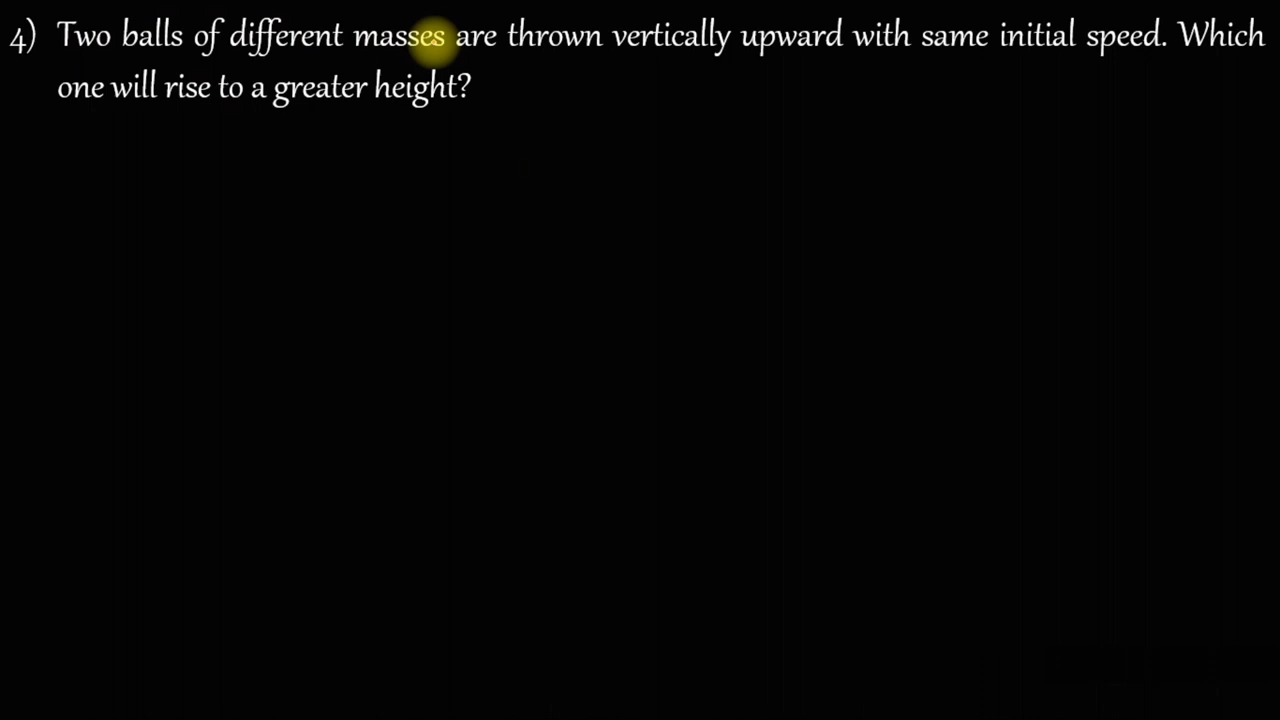 4) Two balls of different masses are thrown vertically upward with same initial speed. Which
one will rise to a greater height?